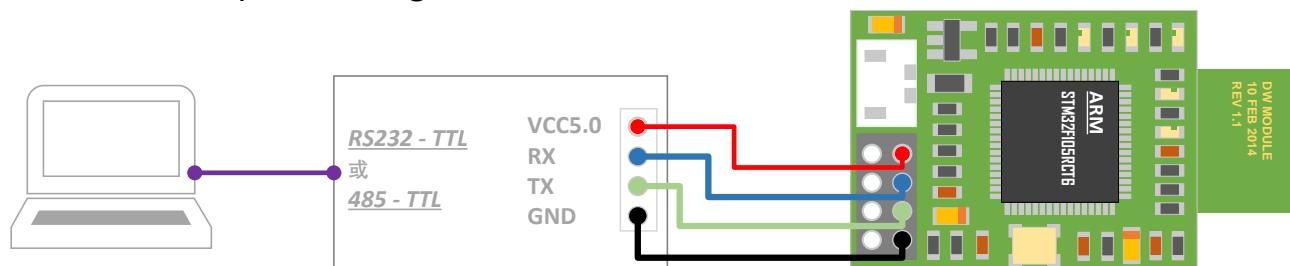 RS232 - TTL
或
485 - TTL
VCC5.0
RX
TX
GND
ARM
STM32F105RCT6
DW MODULE
10 FEB 2014
REV 1.1